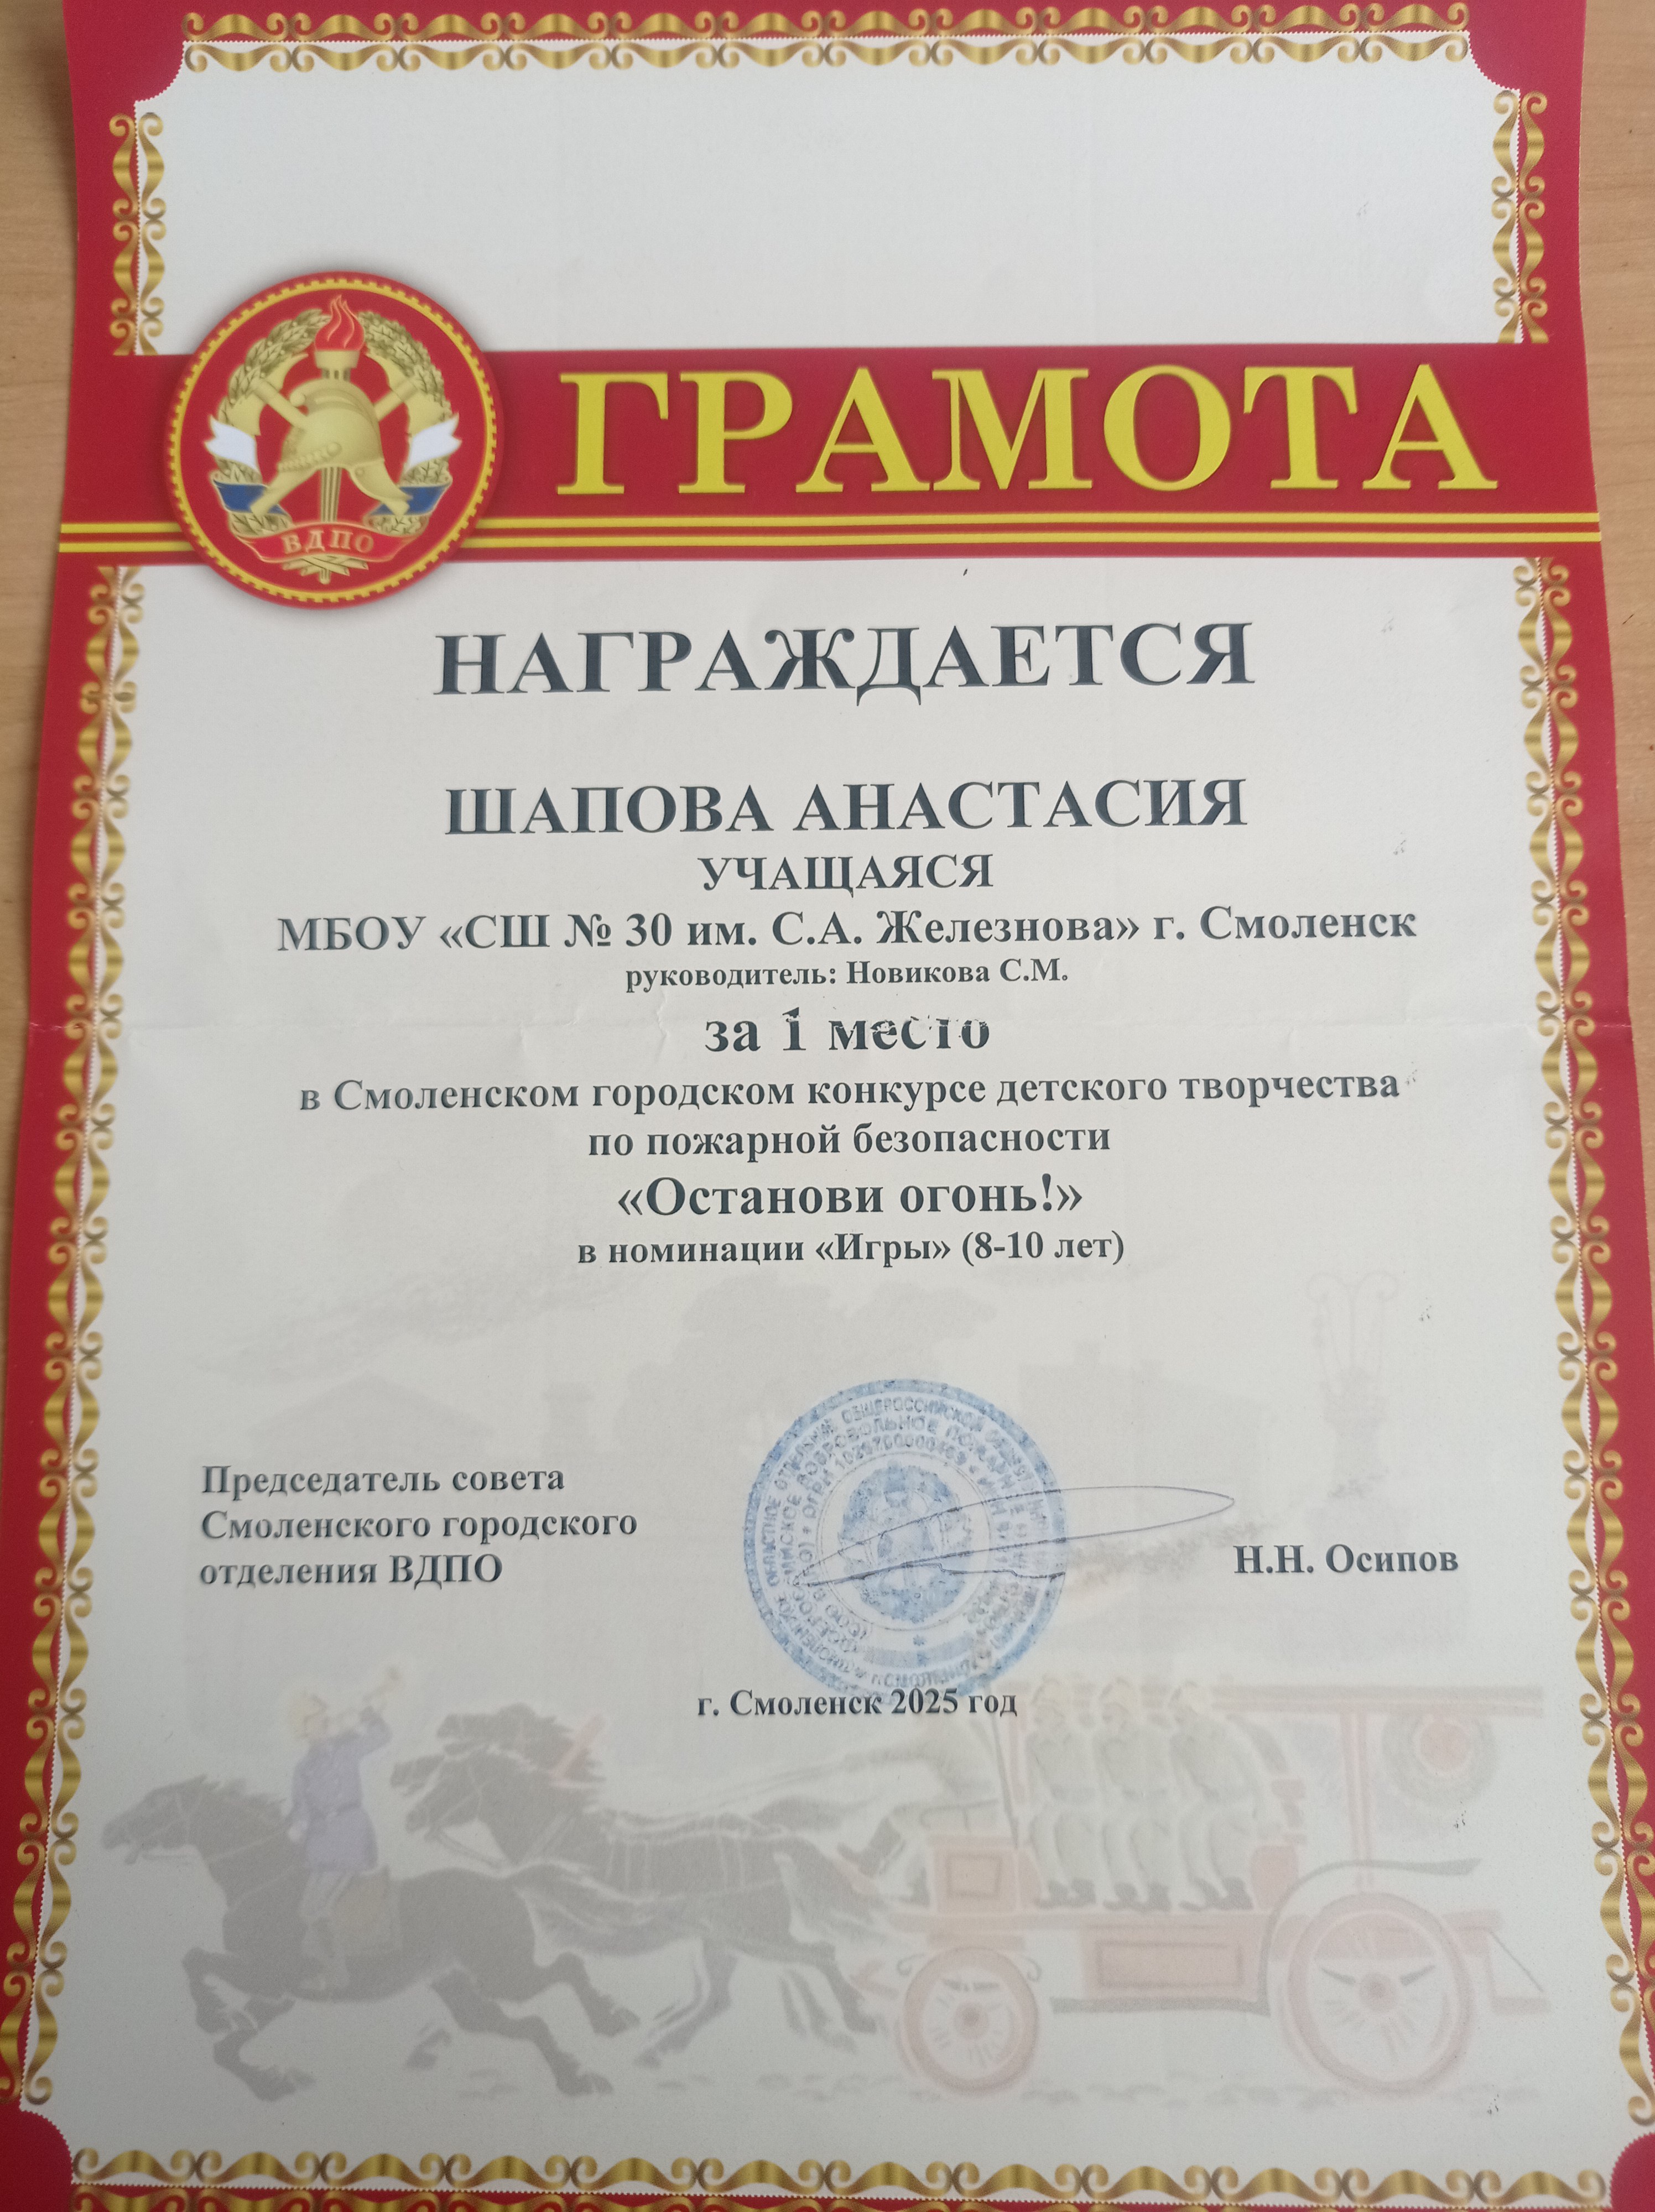 ГРАМОТА
ВДПО
НАГРАЖДАЕТСЯ
ШАПОВА АНАСТАСИЯ
УЧАЩАЯСЯ
МБОУ «СШ № 30 им. С.А. Железнова» г. Смоленск
руководитель: Новикова С.М.
за 1 место
в Смоленском городском конкурсе детского творчества
по пожарной безопасности
«Останови огонь!»
в номинации «Игры» (8-10 лет)
Председатель совета
Смоленского городского
отделения ВДПО
Н.Н. Осипов
г. Смоленск 2025 год